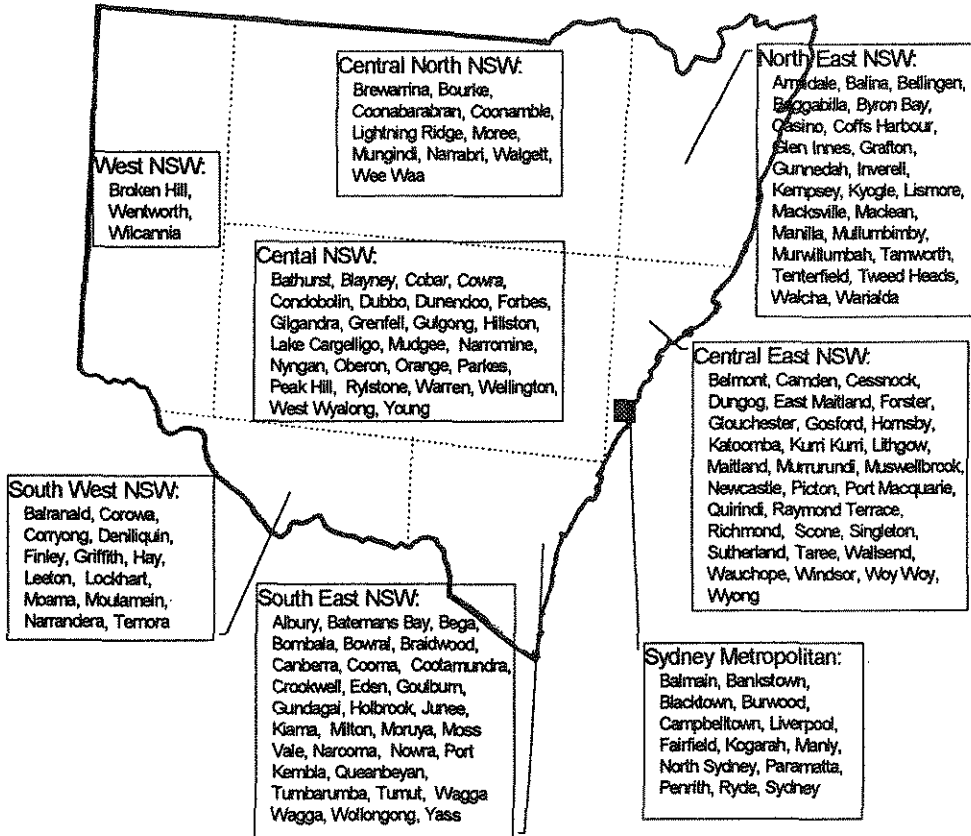 Central North NSW:
Brewarrina, Bourke,
Coonabarabran, Coonamble,
Lightning Ridge, Moree,
Mungindi, Narrabri, Walgett,
Wee Waa
North East NSW:
Armidale, Balina, Bellingen,
Boggabilla, Byron Bay,
Casino, Coffs Harbour,
Glen Innes, Grafton,
Gunnedah, Inverell,
Kempsey, Kyogle, Lismore,
Macksville, Maclean,
Manilla, Mullumbimby,
Murwillumbah, Tamworth,
Tenterfield, Tweed Heads,
Walcha, Warialda
West NSW:
Broken Hill,
Wentworth,
Wilcannia
Cental NSW:
Bathurst, Blayney, Cobar, Cowra,
Condobolin, Dubbo, Dunendoo, Forbes,
Gilgandra, Grenfell, Gulgong, Hillston,
Lake Cargelligo, Mudgee, Narromine,
Nyngan, Oberon, Orange, Parkes,
Peak Hill, Rylstone, Warren, Wellington,
West Wyalong, Young
Central East NSW:
Belmont, Camden, Cessnock,
Dungog, East Maitland, Forster,
Glouchester, Gosford, Hornsby,
Katoomba, Kurri Kurri, Lithgow,
Maitland, Murrurundi, Muswellbrook,
Newcastle, Picton, Port Macquarie,
Quirindi, Raymond Terrace,
Richmond, Scone, Singleton,
Sutherland, Taree, Wallsend,
Wauchope, Windsor, Woy Woy,
Wyong
South West NSW:
Balranald, Corowa,
Corryong, Deniliquin,
Finley, Griffith, Hay,
Leeton, Lockhart,
Moama, Moulamein,
Narrandera, Temora
South East NSW:
Albury, Batemans Bay, Bega,
Bombala, Bowral, Braidwood,
Canberra, Cooma, Cootamundra,
Crookwell, Eden, Goulburn,
Gundagai, Holbrook, Junee,
Kiama, Milton, Moruya, Moss
Vale, Narooma, Nowra, Port
Kembla, Queanbeyan,
Tumbarumba, Tumut, Wagga
Wagga, Wollongong, Yass
Sydney Metropolitan:
Balmain, Bankstown,
Blacktown, Burwood,
Campbelltown, Liverpool,
Fairfield, Kogarah, Manly,
North Sydney, Paramatta,
Penrith, Ryde, Sydney